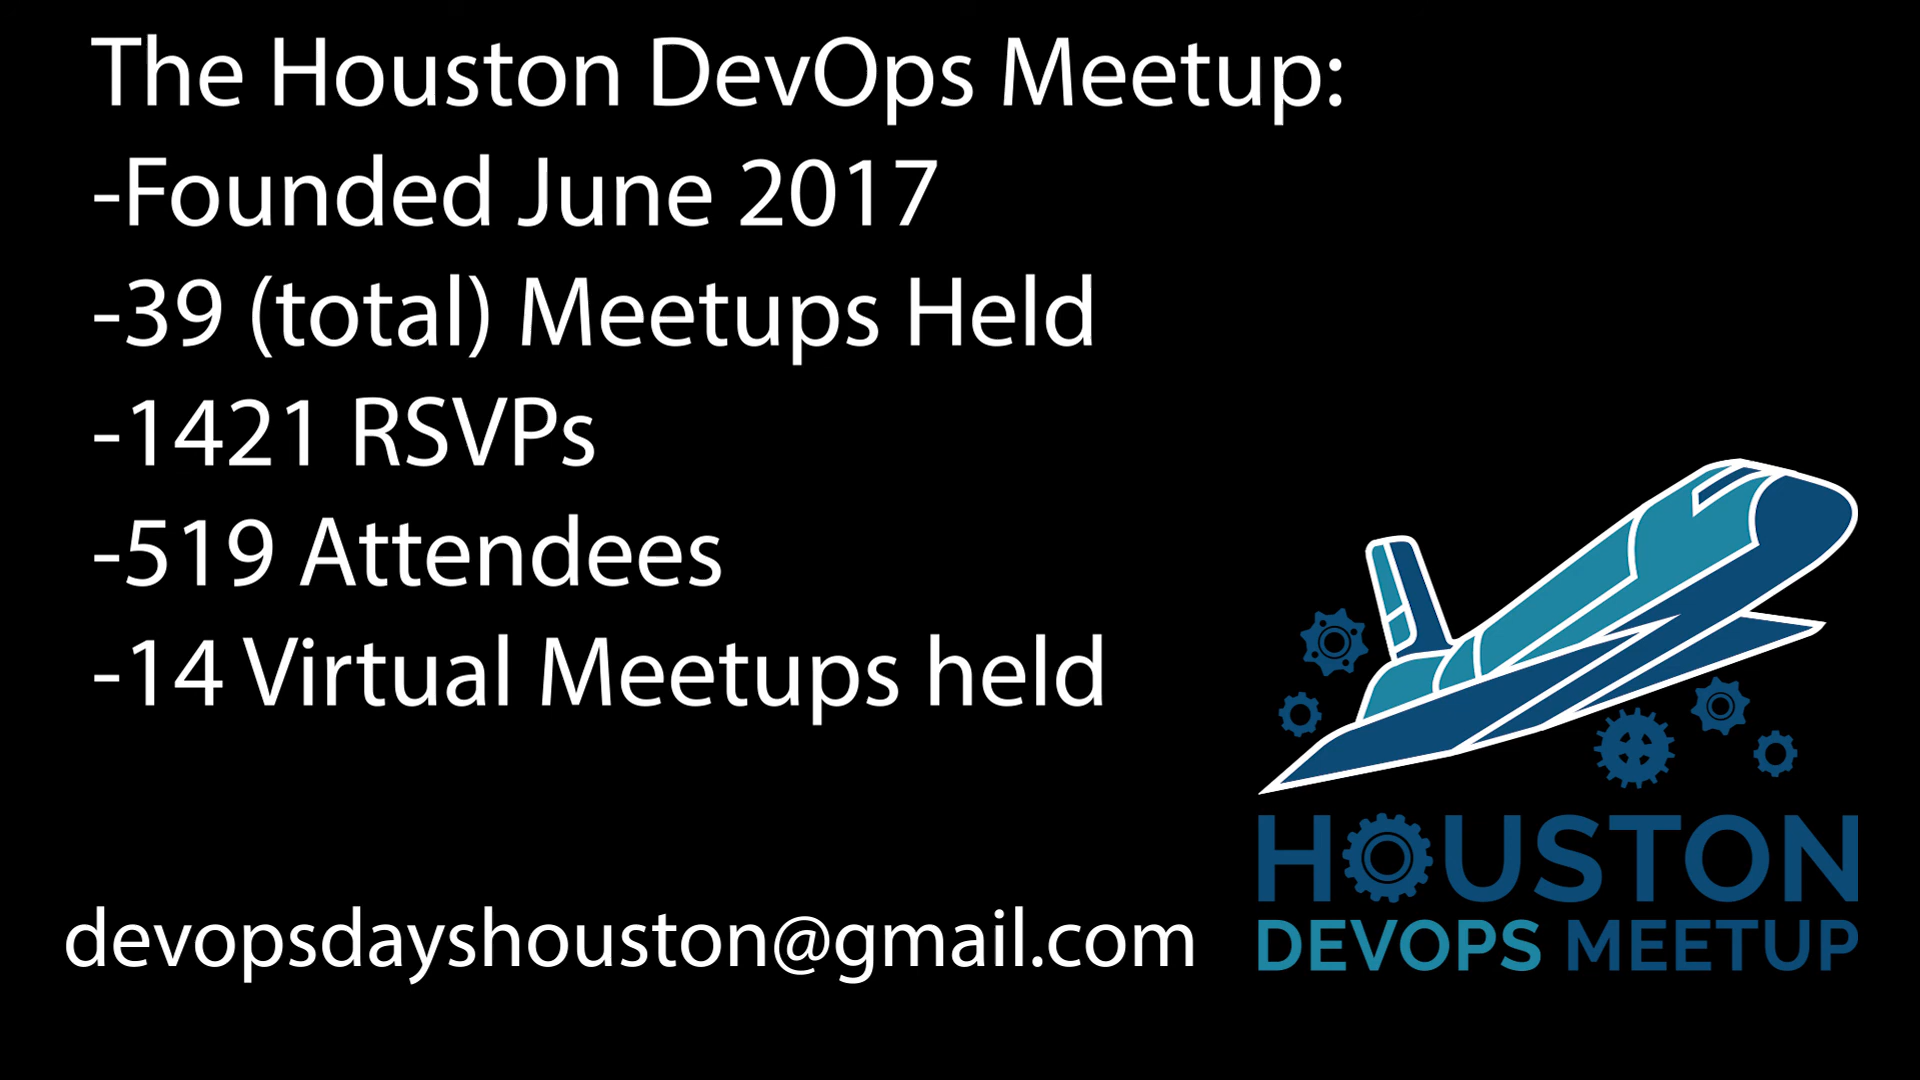 The Houston DevOps Meetup:
-Founded June 2017
-39 (total) Meetups Held
-1421 RSVPs
-519 Attendees
-14 Virtual Meetups held
devopsdayshouston@gmail.com
HOUSTON
DEVOPS MEETUP